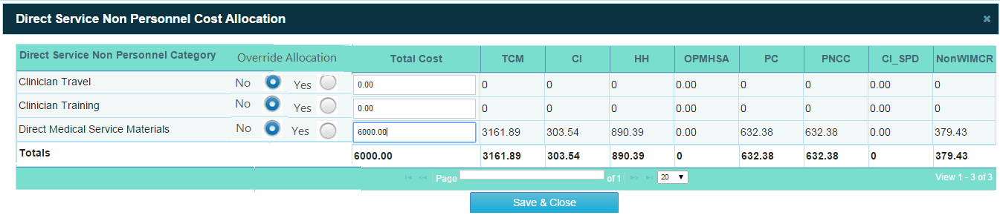 Direct Service Non Personnel Cost Allocation ×
Direct Service Non Personnel Category Override Allocation Total Cost TCM CI HH OPMHSA PC PNCC CI_SPD NonWIMCR
Clinician Travel No Yes 0.00 0 0 0 0.00 0 0 0.00 0
Clinician Training No Yes 0.00 0 0 0 0.00 0 0 0.00 0
Direct Medical Service Materials No Yes 6000.00 3161.89 303.54 890.39 0.00 632.38 632.38 0.00 379.43
Totals 6000.00 3161.89 303.54 890.39 0 632.38 632.38 0 379.43
Page of 1 20 View 1 - 3 of 3
Save & Close